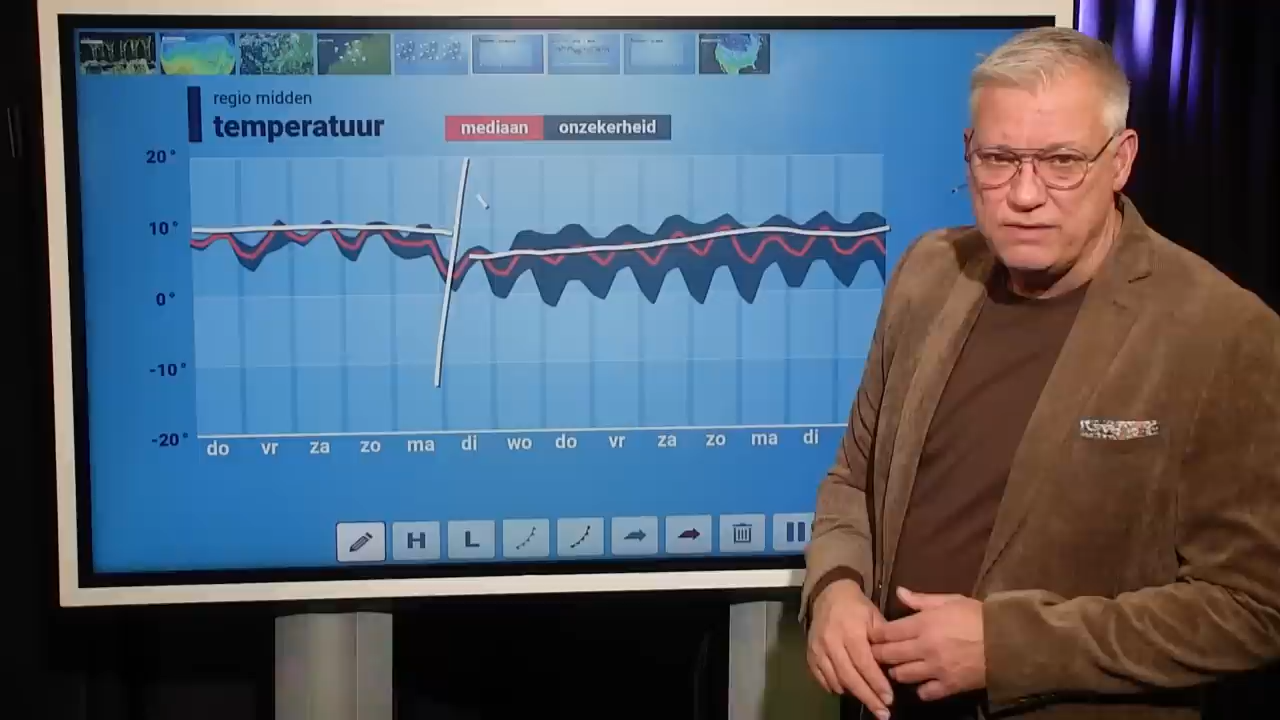 regio midden
temperatuur
mediaan onzekerheid
20°
10°
0°
-10°
-20°
do vr za zo ma di wo do vr za zo ma di
H L